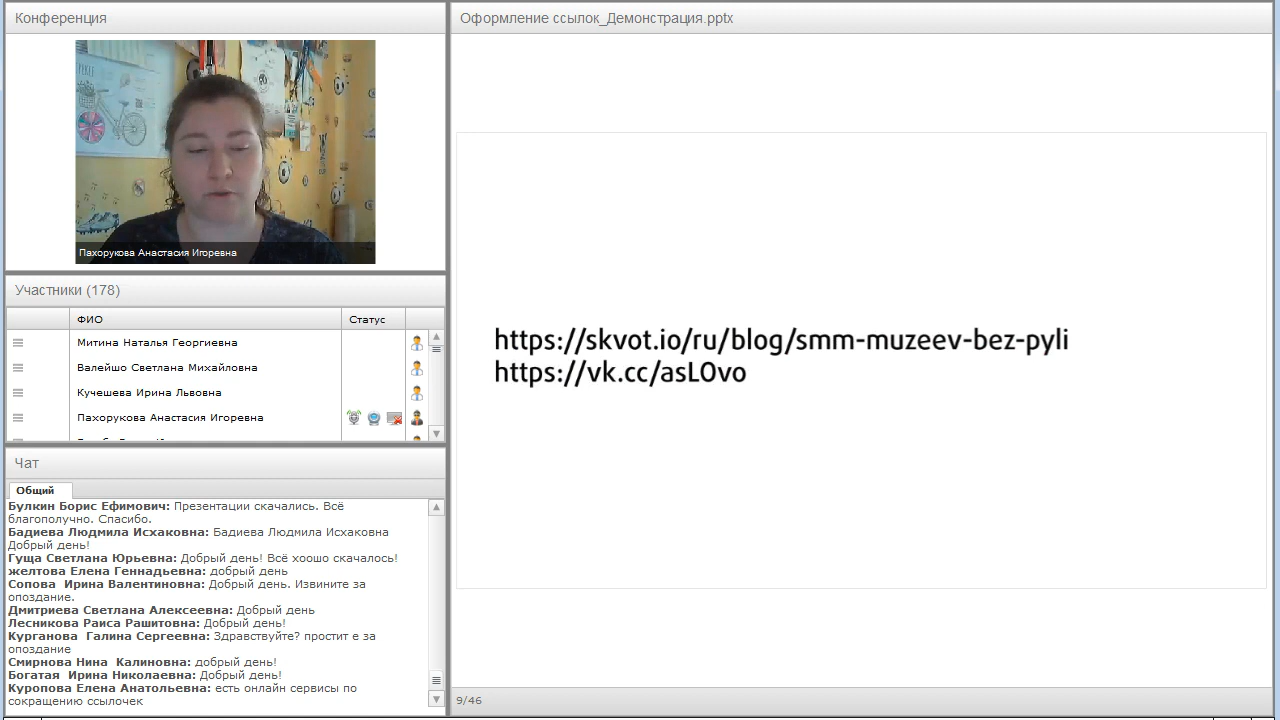 Конференция
Пахорукова Анастасия Игоревна
Участники (178)
ФИО
Статус
Митина Наталья Георгиевна
Валейшо Светлана Михайловна
Кучешева Ирина Львовна
Пахорукова Анастасия Игоревна
Чат
Общий
Булкин Борис Ефимович: Презентации скачались. Всё
благополучно. Спасибо.
Бадиева Людмила Исхаковна: Бадиева Людмила Исхаковна
Добрый день!
Гуща Светлана Юрьевна: Добрый день! Всё хоошо скачалось!
желтова Елена Геннадьевна: добрый день
Сопова Ирина Валентиновна: Добрый день. Извините за
опоздание.
Дмитриева Светлана Алексеевна: Добрый день
Лесникова Раиса Рашитовна: Добрый день!
Курганова Галина Сергеевна: Здравствуйте? простит е за
опоздание
Смирнова Нина Калиновна: добрый день!
Богатая Ирина Николаевна: Добрый день!
Куропова Елена Анатольевна: есть онлайн сервисы по
сокращению ссылочек
Оформление ссылок_Демонстрация.pptx
https://skvot.io/ru/blog/smm-muzeev-bez-pyli
https://vk.cc/asL0vo
9/46